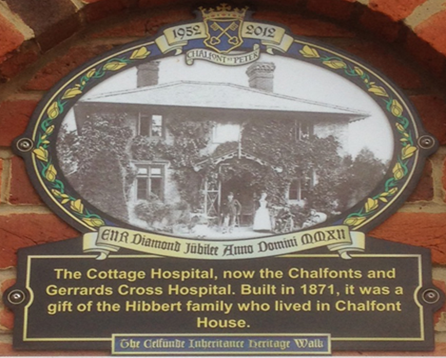 1952 2012
CHALFONT ST PETER
EIIR Diamond Jubilee Anno Domini MMXII
The Cottage Hospital, now the Chalfonts and
Gerrards Cross Hospital. Built in 1871, it was a
gift of the Hibbert family who lived in Chalfont
House.
The Celfunde Inheritance Heritage Walk